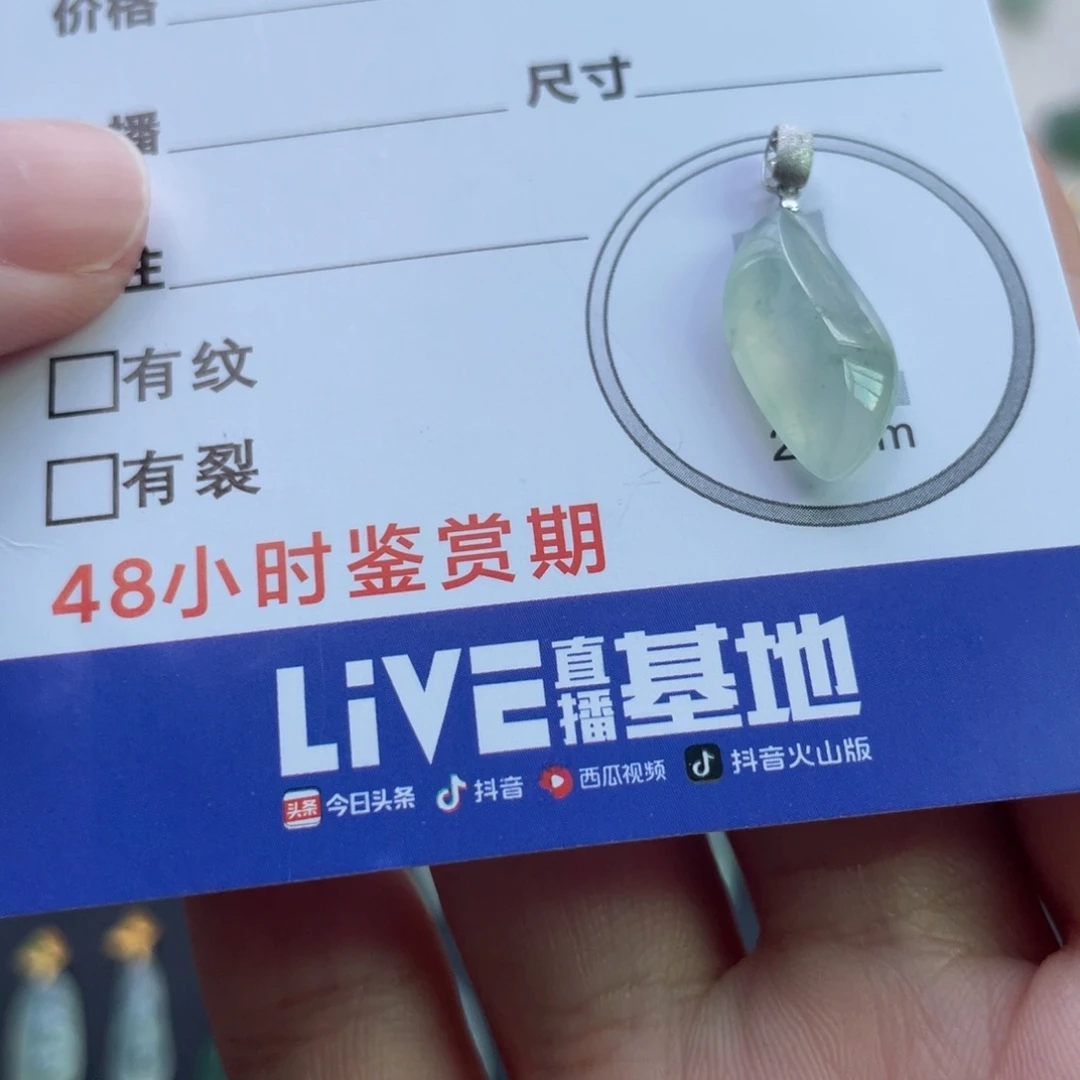 价格
尺寸
播
注
有纹
有裂
48小时鉴赏期
LiVE直播基地
头条 今日头条 抖音 西瓜视频 抖音火山版